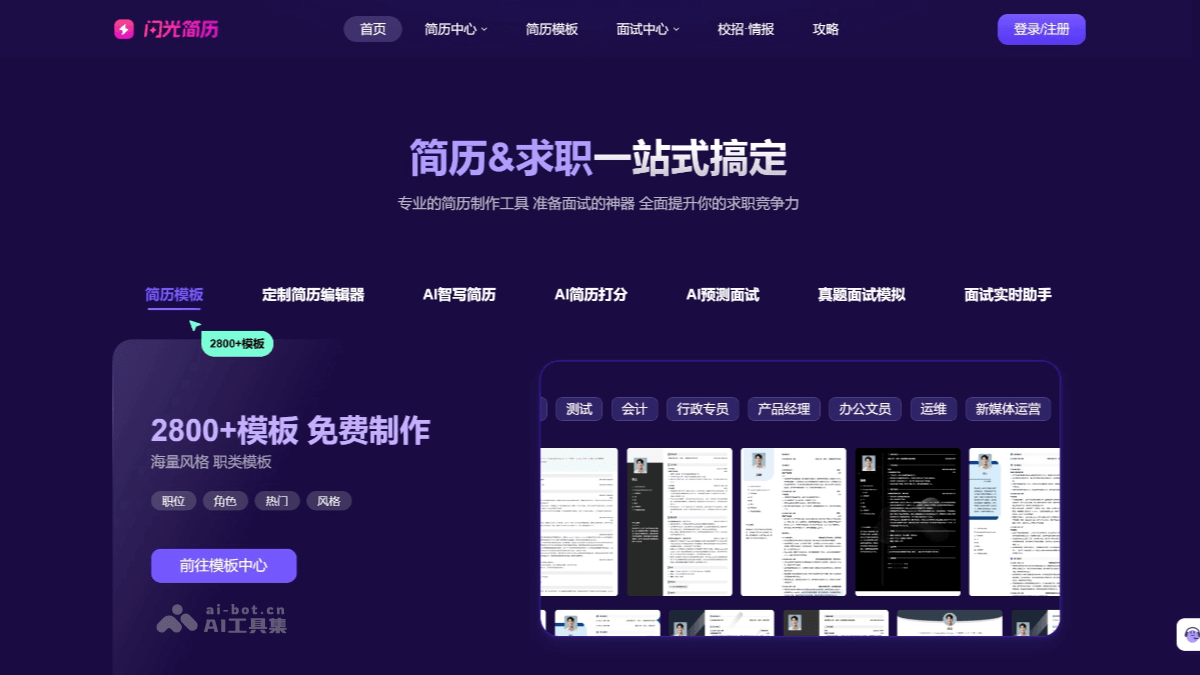 闪光简历
首页 简历中心 简历模板 面试中心 校招·情报 攻略
登录/注册
简历&求职一站式搞定
专业的简历制作工具 准备面试的神器 全面提升你的求职竞争力
简历模板 定制简历编辑器 AI智写简历 AI简历打分 AI预测面试 真题面试模拟 面试实时助手
2800+模板
2800+模板 免费制作
海量风格 职类模板
职位 角色 热门 风格
前往模板中心
ai-bot.cn
AI工具集
测试 会计 行政专员 产品经理 办公文员 运维 新媒体运营